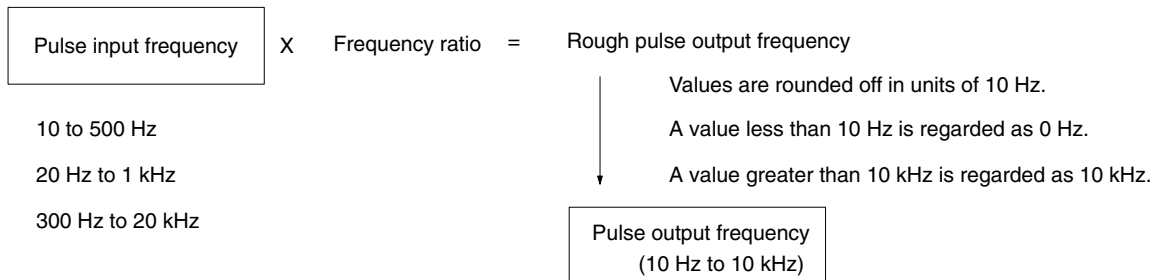 Pulse input frequency X Frequency ratio = Rough pulse output frequency
Values are rounded off in units of 10 Hz.
10 to 500 Hz
A value less than 10 Hz is regarded as 0 Hz.
20 Hz to 1 kHz
A value greater than 10 kHz is regarded as 10 kHz.
300 Hz to 20 kHz
Pulse output frequency
(10 Hz to 10 kHz)